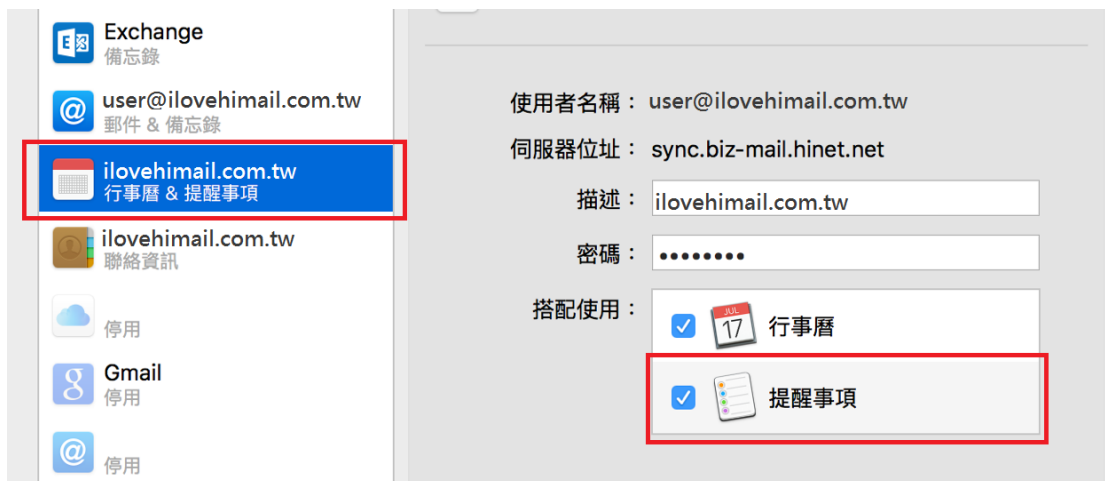 Exchange
備忘錄
user@ilovehimail.com.tw
郵件 & 備忘錄
ilovehimail.com.tw
行事曆 & 提醒事項
ilovehimail.com.tw
聯絡資訊
停用
Gmail
停用
停用
使用者名稱： user@ilovehimail.com.tw
伺服器位址： sync.biz-mail.hinet.net
描述： ilovehimail.com.tw
密碼： ••••••••
搭配使用：
JUL
17
行事曆
提醒事項